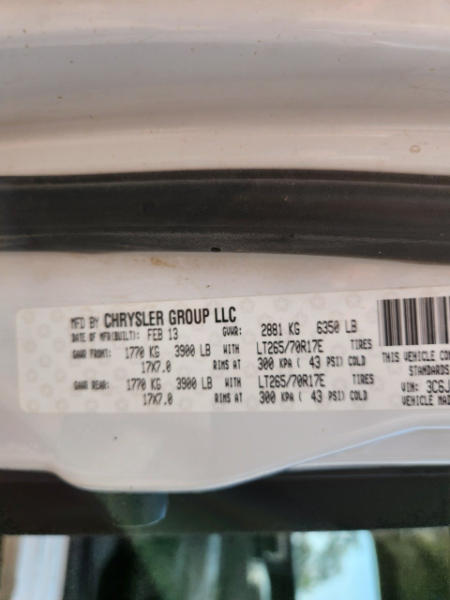 MFD BY CHRYSLER GROUP LLC
DATE OF MFR(BUILT): FEB 13 GVWR: 2881 KG 6350 LB
GAWR FRONT: 1770 KG 3900 LB WITH LT265/70R17E TIRES
17X7.0 RIMS AT 300 KPA ( 43 PSI) COLD
GAWR REAR: 1770 KG 3900 LB WITH LT265/70R17E TIRES
17X7.0 RIMS AT 300 KPA ( 43 PSI) COLD
THIS VEHICLE CO
STANDARDS
VIN: 3C6J
VEHICLE MAD